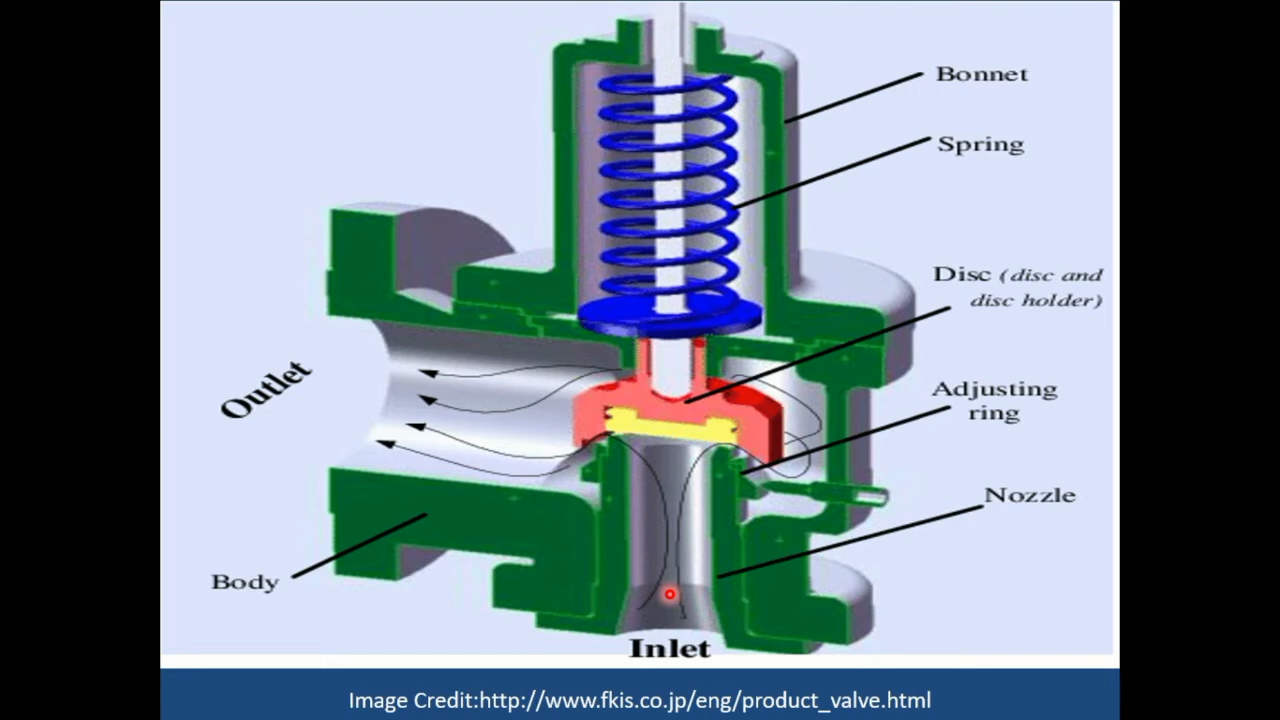 Bonnet
Spring
Disc (disc and
disc holder)
Outlet
Adjusting
ring
Nozzle
Body
Inlet
Image Credit:http://www.fkis.co.jp/eng/product_valve.html